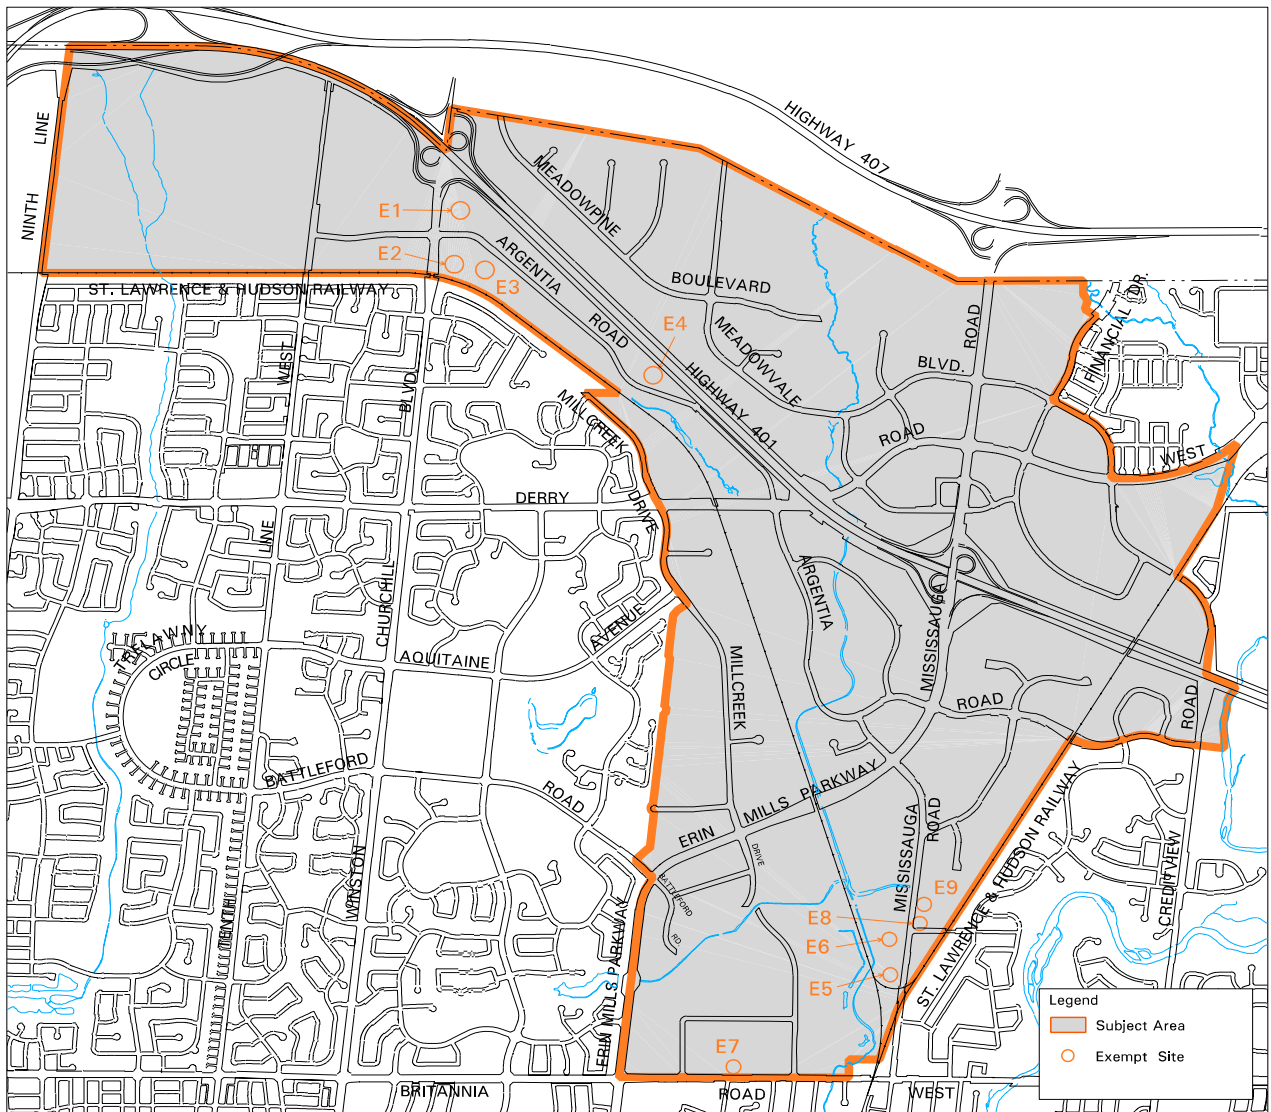 HIGHWAY 407
NINTH LINE
MEADOWPINE
BOULEVARD
E1
E2
E3
ARGENTIA
ROAD
E4
ST. LAWRENCE & HUDSON RAILWAY
MEADOWVALE
BLVD.
ROAD
HIGHWAY 401
ROAD
FINANCIAL DR.
WEST
WEST
BLVD.
MILLCREEK
DRIVE
DERRY
LINE
CHURCHILL
ARGENTIA
AVENUE
TRELAWNY
CIRCLE
AQUITAINE
MILLCREEK
MISSISSAUGA
ROAD
ROAD
BATTLEFORD
ROAD
ERIN MILLS PARKWAY
DRIVE
BATTLEFORD
RD.
MISSISSAUGA
ROAD
WINSTON
TENTH
ERIN MILLS PARKWAY
ST. LAWRENCE & HUDSON RAILWAY
CREDITVIEW
E9
E8
E6
E5
E7
BRITANNIA
ROAD
WEST
Legend
Subject Area
Exempt Site